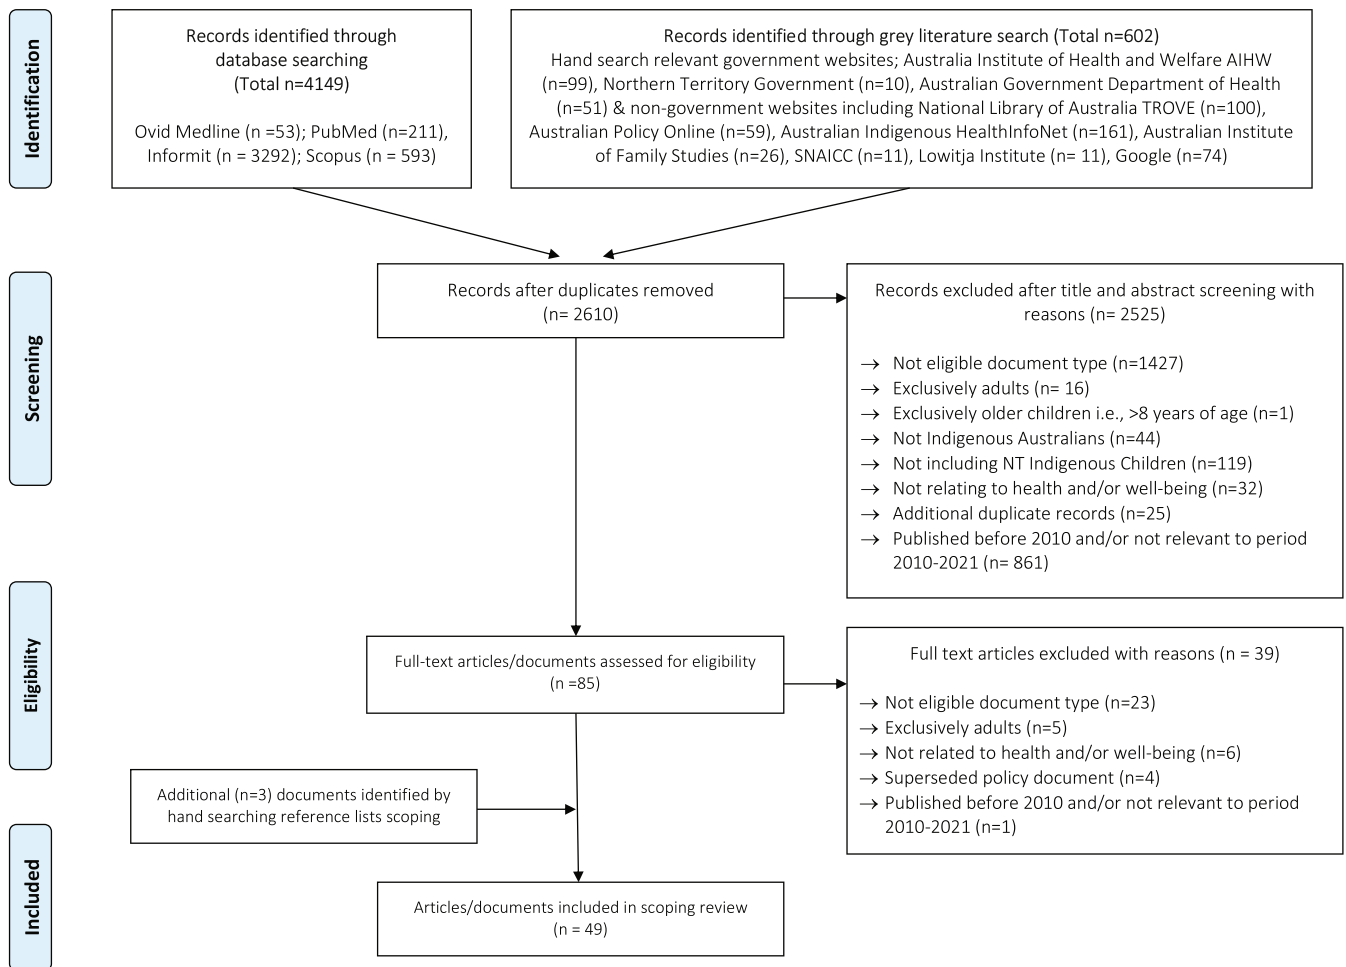 Identification
Records identified through
database searching
(Total n=4149)
Ovid Medline (n =53); PubMed (n=211),
Informit (n = 3292); Scopus (n = 593)
Records identified through grey literature search (Total n=602)
Hand search relevant government websites; Australia Institute of Health and Welfare AIHW
(n=99), Northern Territory Government (n=10), Australian Government Department of Health
(n=51) & non-government websites including National Library of Australia TROVE (n=100),
Australian Policy Online (n=59), Australian Indigenous HealthInfoNet (n=161), Australian Institute
of Family Studies (n=26), SNAICC (n=11), Lowitja Institute (n= 11), Google (n=74)
Screening
Records after duplicates removed
(n= 2610)
Records excluded after title and abstract screening with
reasons (n= 2525)
→ Not eligible document type (n=1427)
→ Exclusively adults (n= 16)
→ Exclusively older children i.e., >8 years of age (n=1)
→ Not Indigenous Australians (n=44)
→ Not including NT Indigenous Children (n=119)
→ Not relating to health and/or well-being (n=32)
→ Additional duplicate records (n=25)
→ Published before 2010 and/or not relevant to period
2010-2021 (n= 861)
Eligibility
Full-text articles/documents assessed for eligibility
(n =85)
Full text articles excluded with reasons (n = 39)
→ Not eligible document type (n=23)
→ Exclusively adults (n=5)
→ Not related to health and/or well-being (n=6)
→ Superseded policy document (n=4)
→ Published before 2010 and/or not relevant to period
2010-2021 (n=1)
Additional (n=3) documents identified by
hand searching reference lists scoping
Included
Articles/documents included in scoping review
(n = 49)